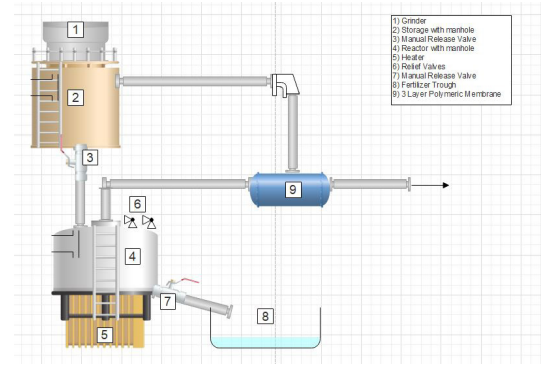 1
2
3
4
5
6
7
8
9
1) Grinder
2) Storage with manhole
3) Manual Release Valve
4) Reactor with manhole
5) Heater
6) Relief Valves
7) Manual Release Valve
8) Fertilizer Trough
9) 3 Layer Polymeric Membrane